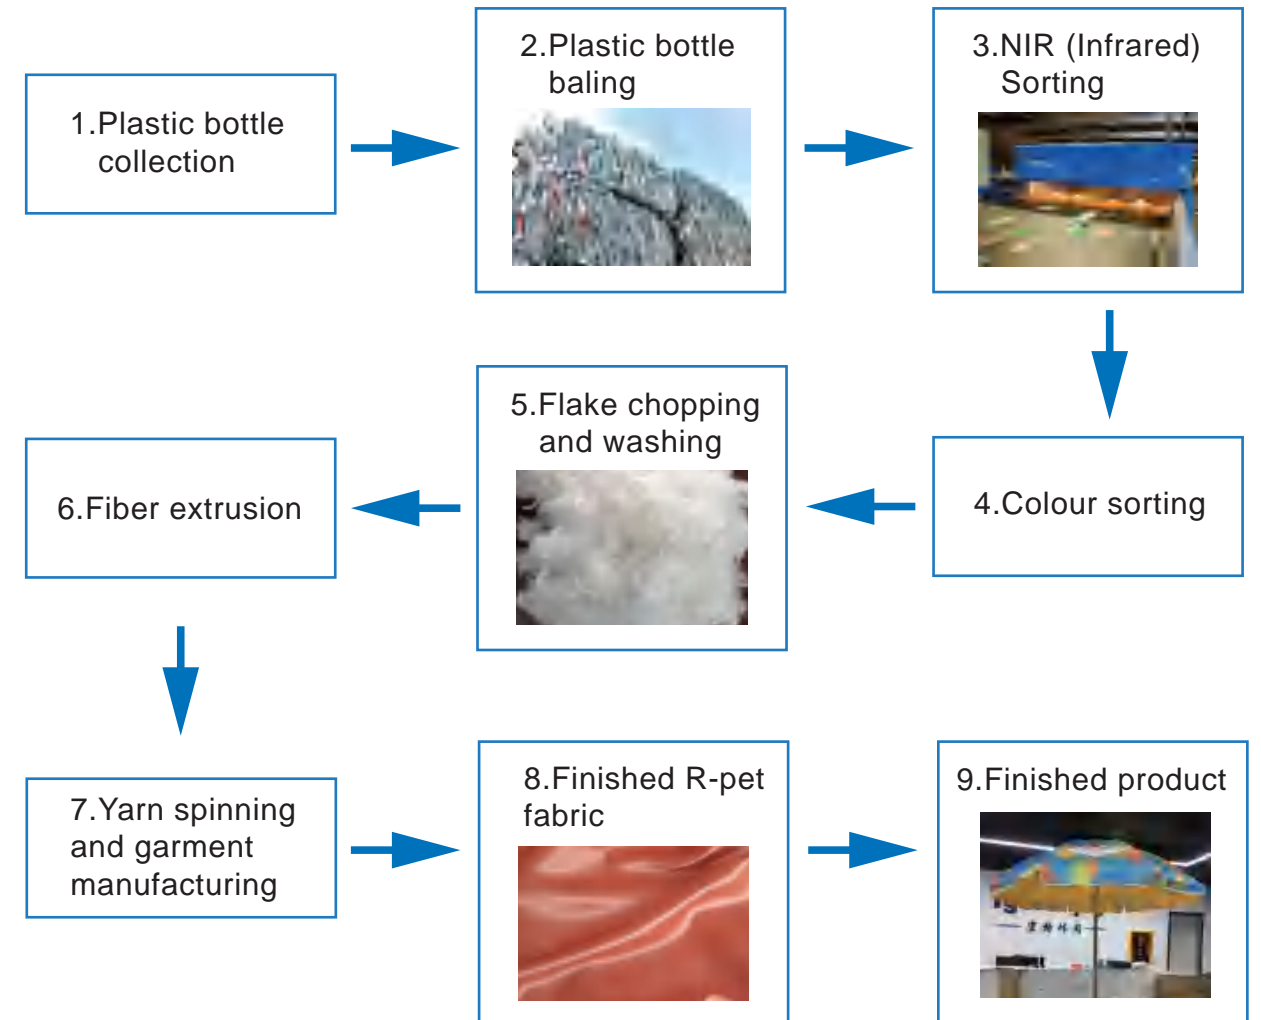 1.Plastic bottle
collection
2.Plastic bottle
baling
3.NIR (Infrared)
Sorting
4.Colour sorting
5.Flake chopping
and washing
6.Fiber extrusion
7.Yarn spinning
and garment
manufacturing
8.Finished R-pet
fabric
9.Finished product